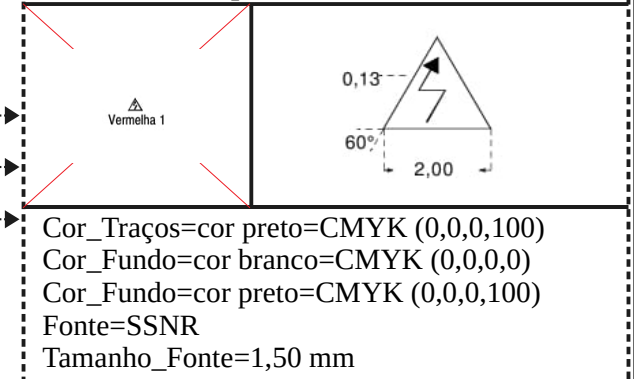 Vermelha 1
0,13
60º
2,00
Cor_Traços=cor preto=CMYK (0,0,0,100)
Cor_Fundo=cor branco=CMYK (0,0,0,0)
Cor_Fundo=cor preto=CMYK (0,0,0,100)
Fonte=SSNR
Tamanho_Fonte=1,50 mm